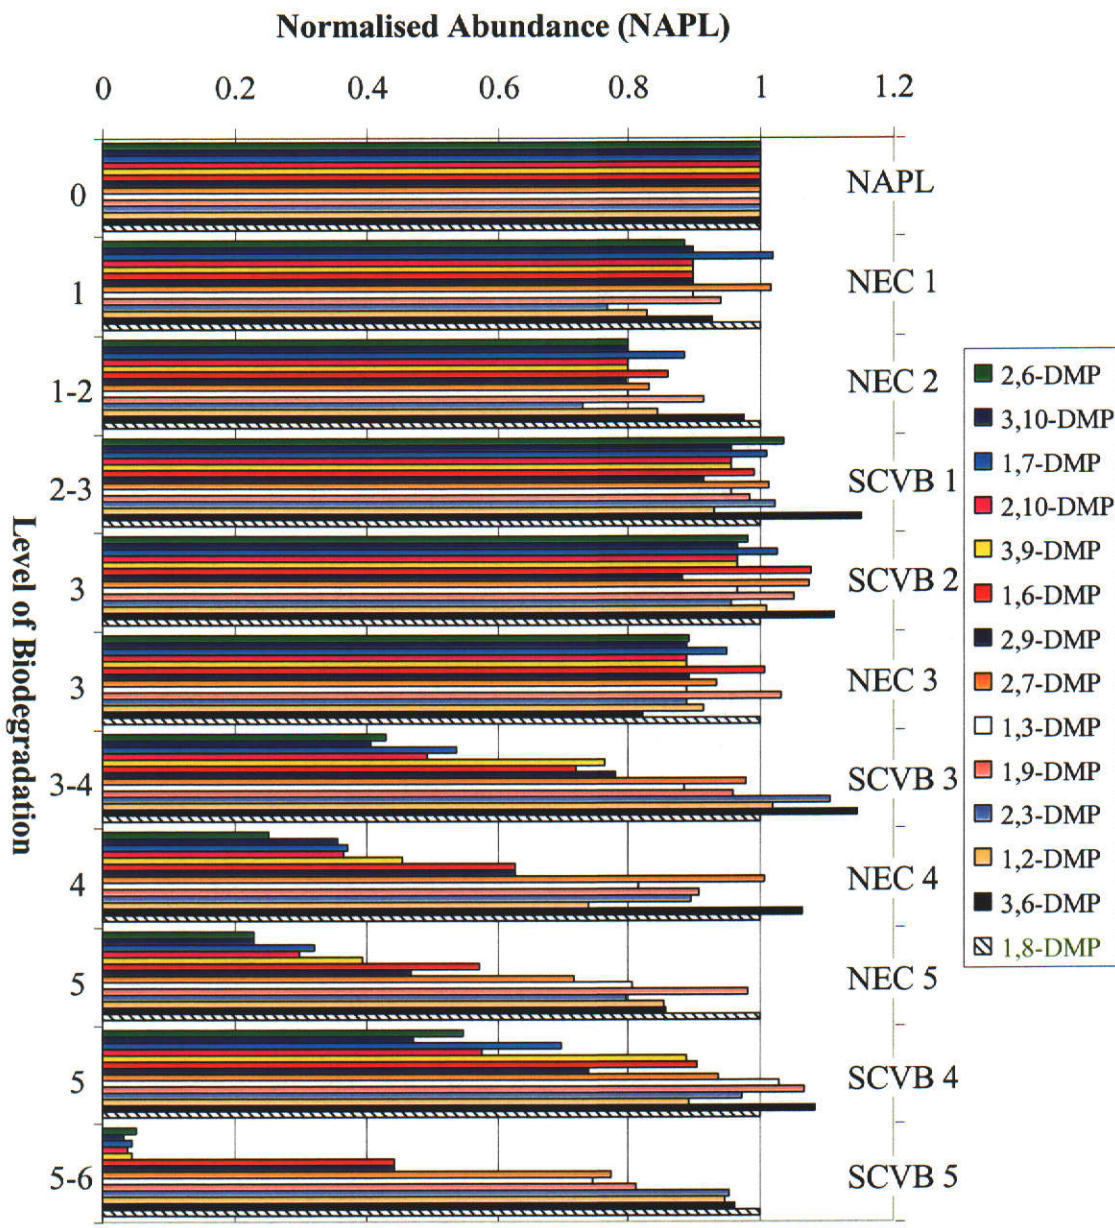 Normalised Abundance (NAPL)
0 0.2 0.4 0.6 0.8 1 1.2
0 NAPL
1 NEC 1
1-2 NEC 2
2-3 SCVB 1
3 SCVB 2
3 NEC 3
3-4 SCVB 3
4 NEC 4
5 NEC 5
5 SCVB 4
5-6 SCVB 5
Level of Biodegradation
2,6-DMP
3,10-DMP
1,7-DMP
2,10-DMP
3,9-DMP
1,6-DMP
2,9-DMP
2,7-DMP
1,3-DMP
1,9-DMP
2,3-DMP
1,2-DMP
3,6-DMP
1,8-DMP